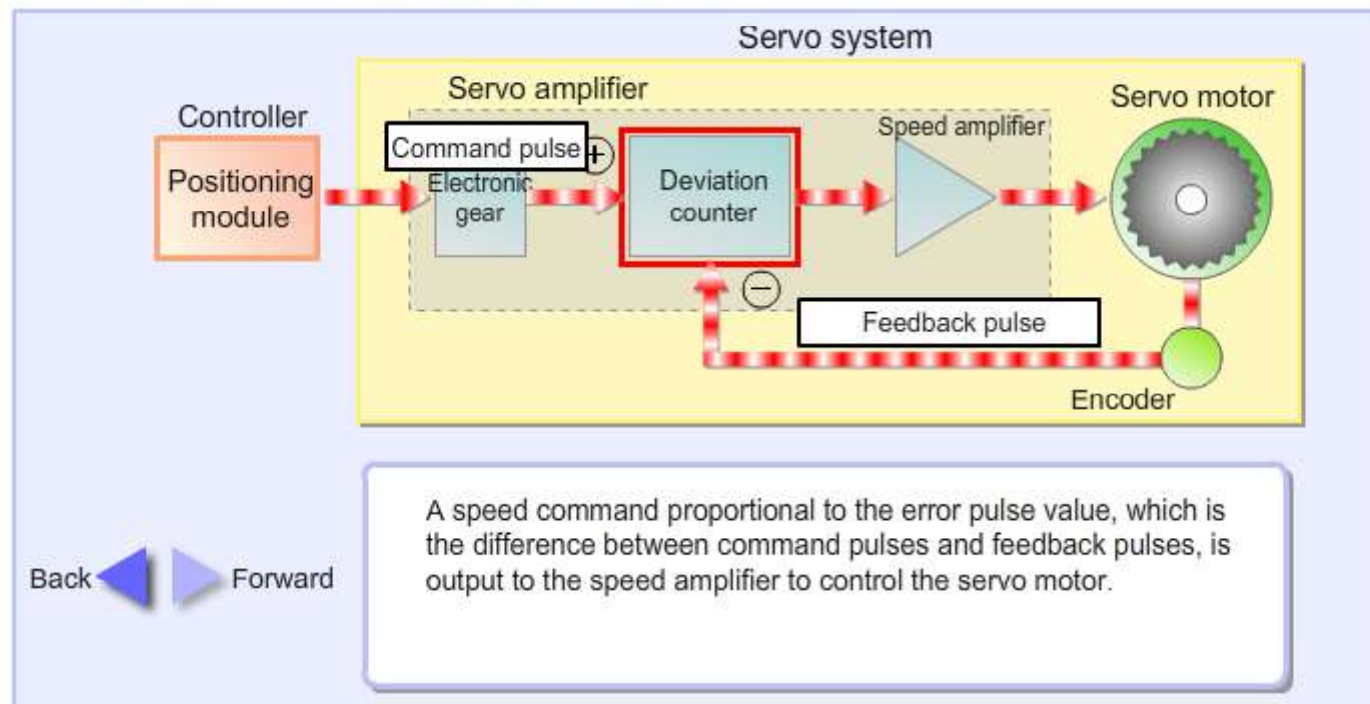 Servo system
Servo amplifier
Servo motor
Controller
Speed amplifier
Command pulse
+
Positioning
module
Electronic
gear
Deviation
counter
−
Feedback pulse
Encoder
A speed command proportional to the error pulse value, which is
the difference between command pulses and feedback pulses, is
output to the speed amplifier to control the servo motor.
Back
Forward